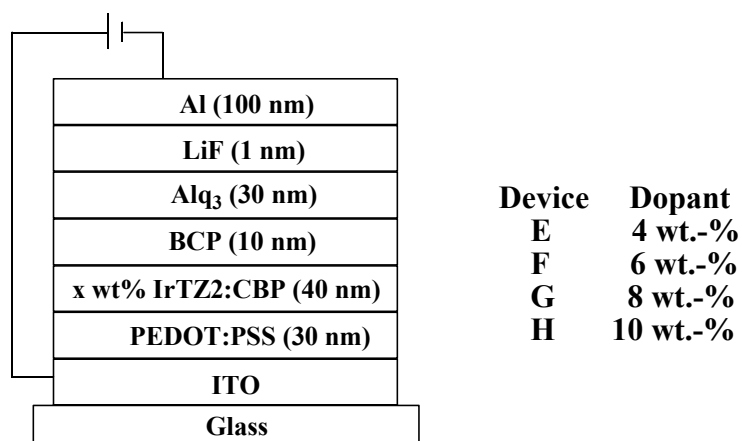 Al (100 nm)
LiF (1 nm)
Alq₃ (30 nm)
BCP (10 nm)
x wt% IrTZ2:CBP (40 nm)
PEDOT:PSS (30 nm)
ITO
Glass
Device Dopant
E 4 wt.-%
F 6 wt.-%
G 8 wt.-%
H 10 wt.-%